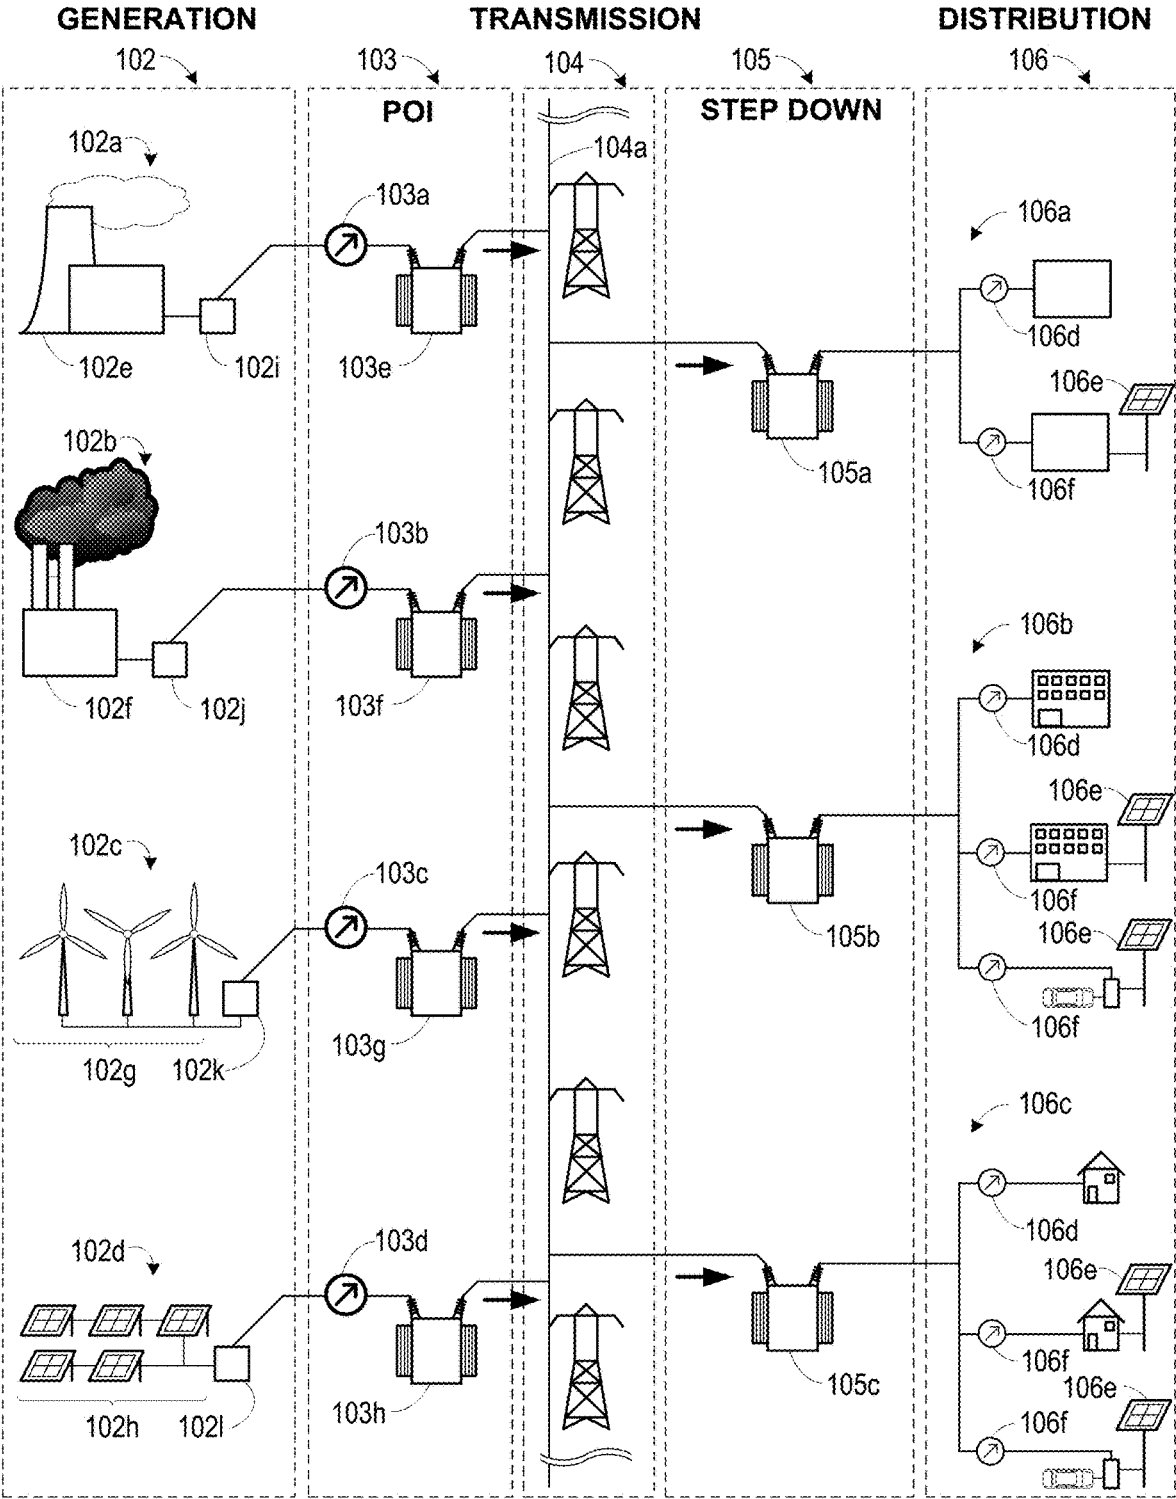 GENERATION
TRANSMISSION
DISTRIBUTION
102
103
104
105
106
POI
STEP DOWN
102a
104a
103a
106a
102e
102i
103e
106d
106e
102b
105a
106f
103b
102f
102j
103f
106b
106d
106e
102c
103c
106f
105b
106e
102g
102k
103g
106f
106c
106d
102d
103d
106e
106f
105c
106e
102h
102l
103h
106f